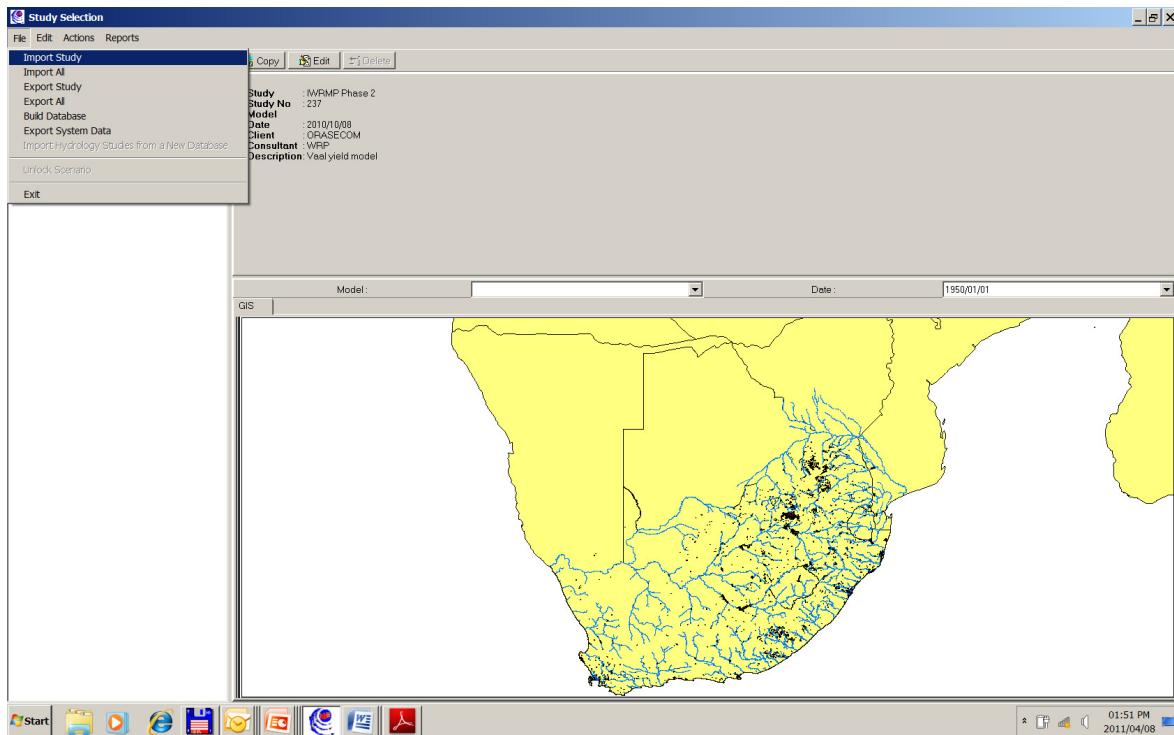 Study Selection
File Edit Actions Reports
Import Study
Import All
Export Study
Export All
Build Database
Export System Data
Import Hydrology Studies from a New Database
Unlock Scenario
Exit
Copy Edit Delete
Study : IWRMP Phase 2
Study No : 237
Model
Date : 2010/10/08
Client : ORASECOM
Consultant : WRP
Description : Vaal yield model
Model : Date : 1950/01/01
GIS
Start
01:51 PM
2011/04/08